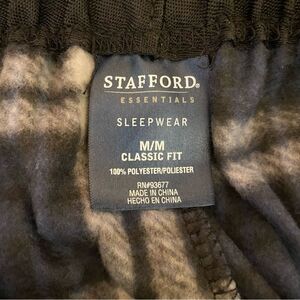 STAFFORD®
ESSENTIALS
SLEEPWEAR
M/M
CLASSIC FIT
100% POLYESTER/POLIESTER
RN#93677
MADE IN CHINA
HECHO EN CHINA